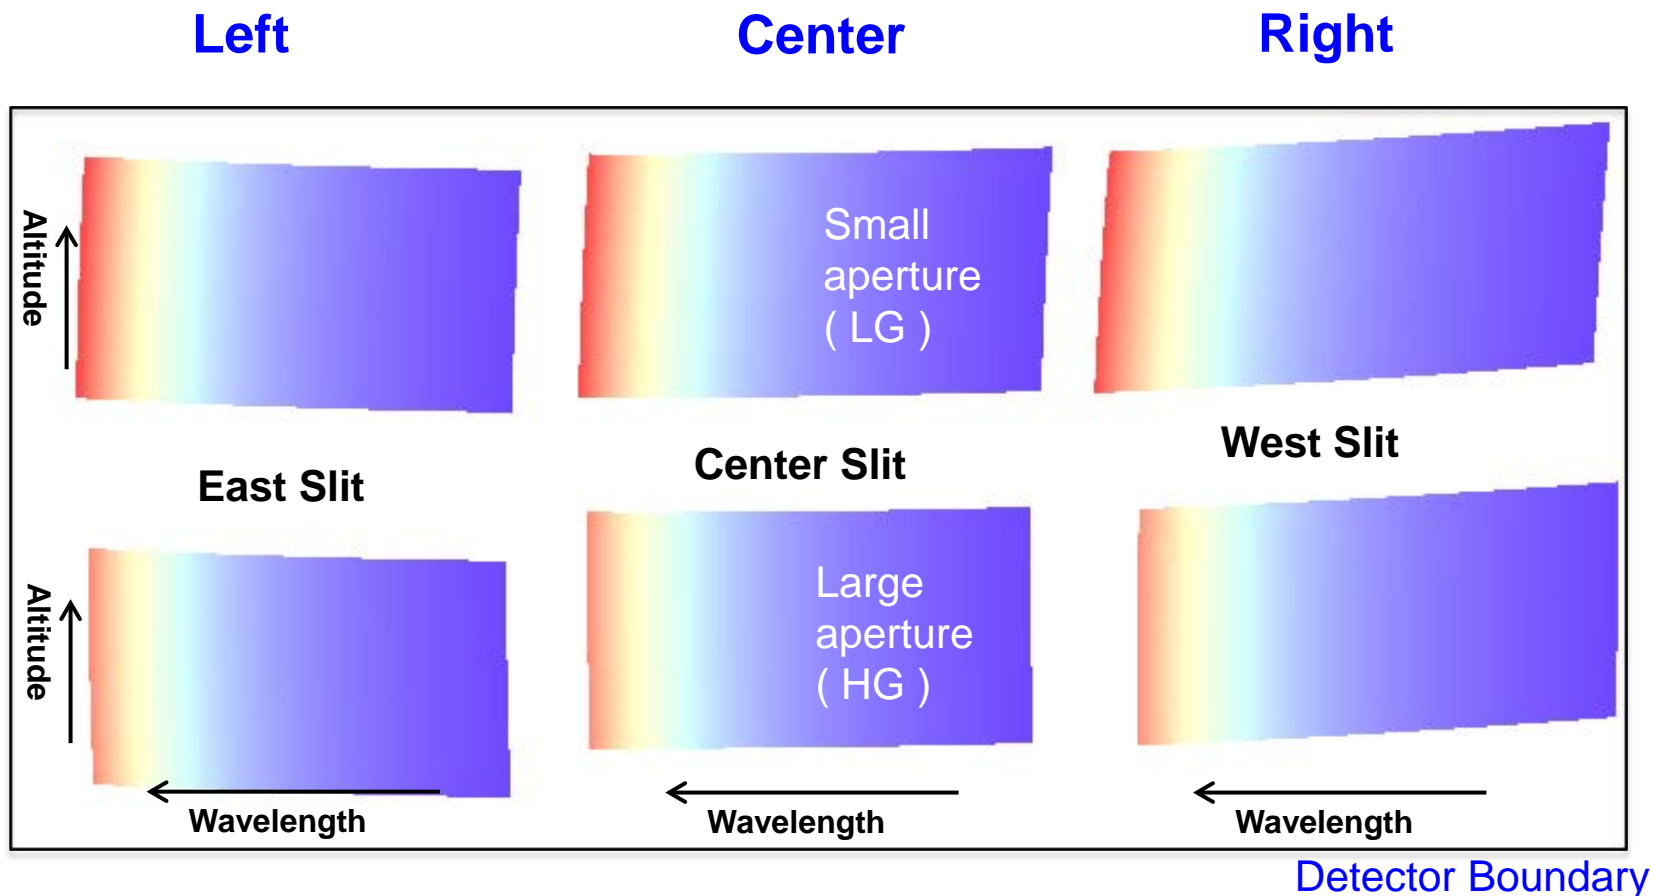 Left
Center
Right
Altitude
Small
aperture
( LG )
East Slit
Center Slit
West Slit
Altitude
Large
aperture
( HG )
Wavelength
Wavelength
Wavelength
Detector Boundary